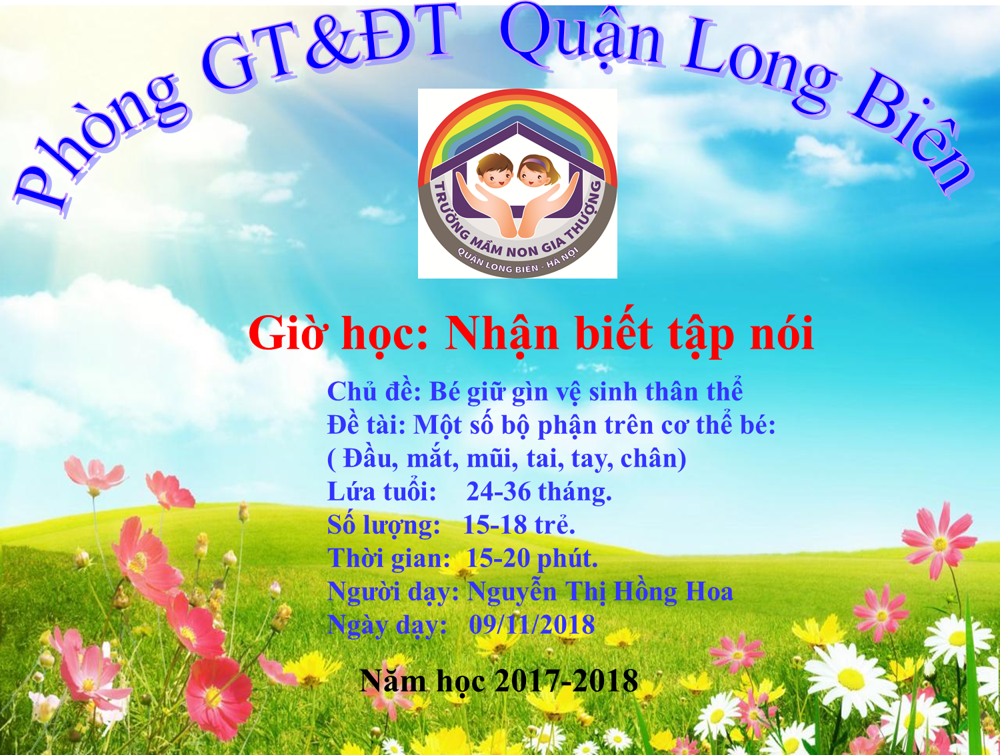 Phòng GT&ĐT Quận Long Biên
TRƯỜNG MẦM NON GIA THƯỢNG
QUẬN LONG BIÊN - HÀ NỘI
Giờ học: Nhận biết tập nói
Chủ đề: Bé giữ gìn vệ sinh thân thể
Đề tài: Một số bộ phận trên cơ thể bé:
( Đầu, mắt, mũi, tai, tay, chân)
Lứa tuổi: 24-36 tháng.
Số lượng: 15-18 trẻ.
Thời gian: 15-20 phút.
Người dạy: Nguyễn Thị Hồng Hoa
Ngày dạy: 09/11/2018
Năm học 2017-2018